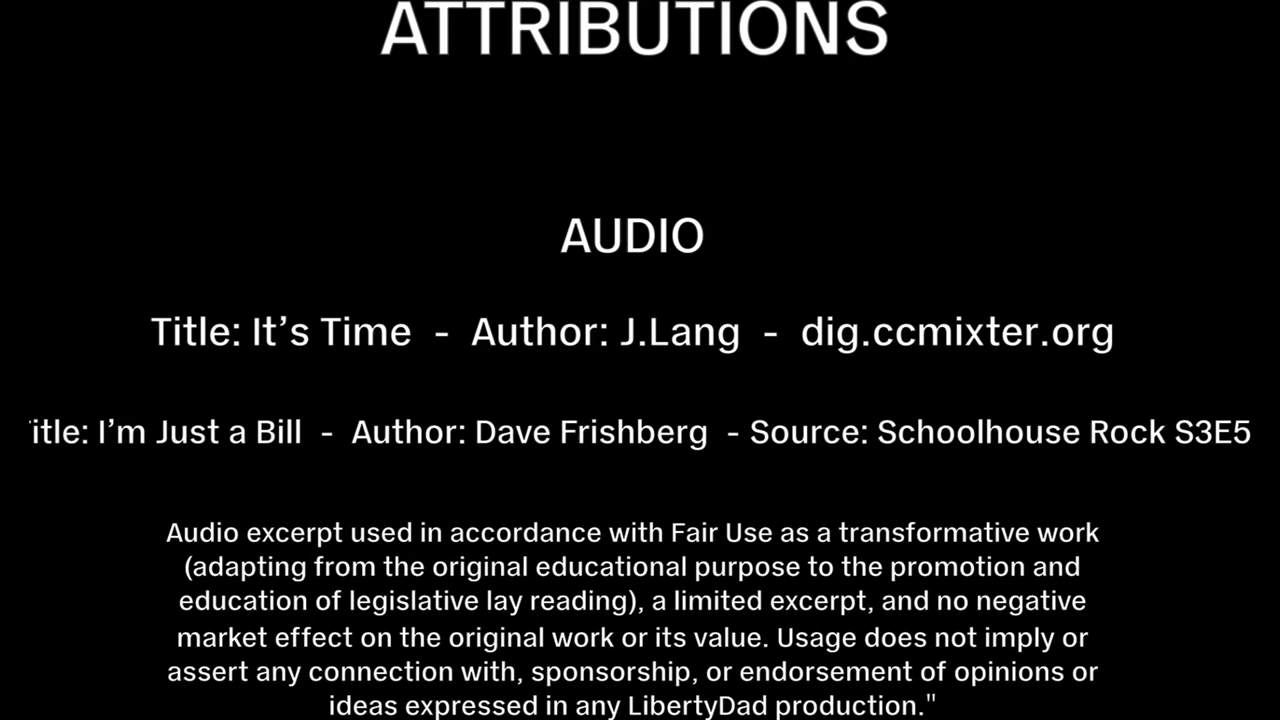 ATTRIBUTIONS
AUDIO
Title: It’s Time - Author: J.Lang - dig.ccmixter.org
itle: I’m Just a Bill - Author: Dave Frishberg - Source: Schoolhouse Rock S3E5
Audio excerpt used in accordance with Fair Use as a transformative work
(adapting from the original educational purpose to the promotion and
education of legislative lay reading), a limited excerpt, and no negative
market effect on the original work or its value. Usage does not imply or
assert any connection with, sponsorship, or endorsement of opinions or
ideas expressed in any LibertyDad production."